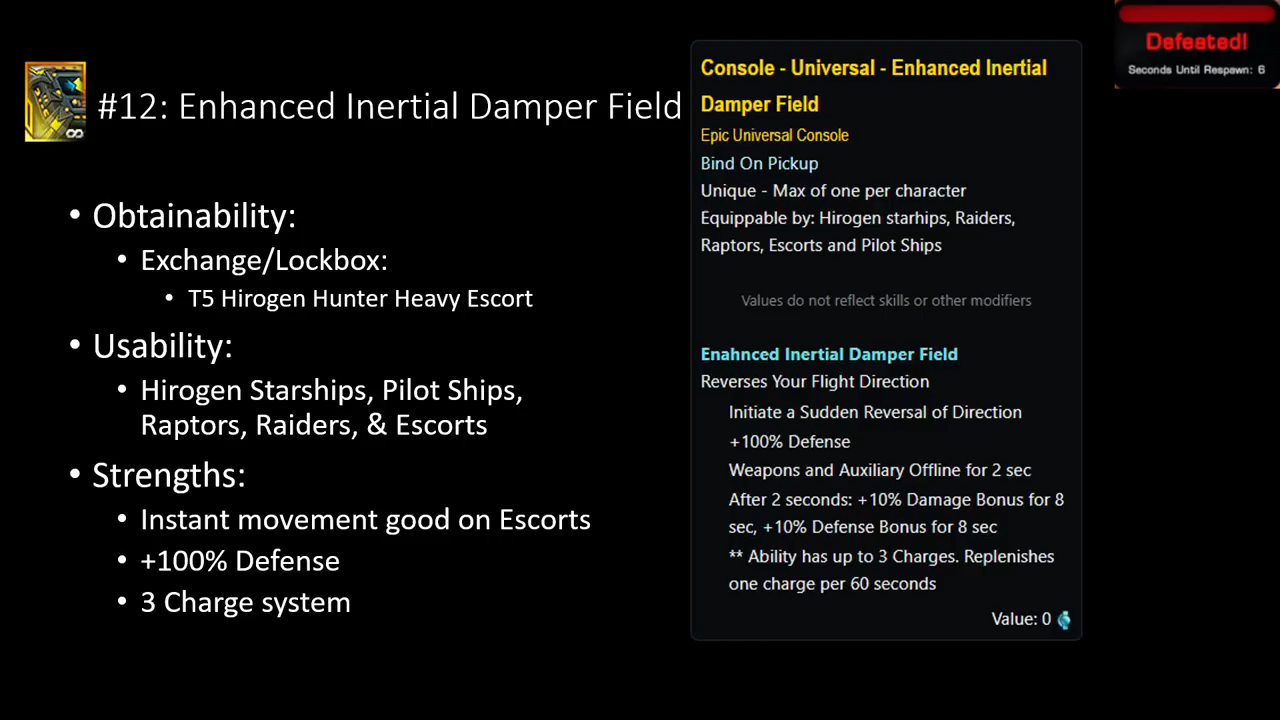 #12: Enhanced Inertial Damper Field
• Obtainability:
• Exchange/Lockbox:
• T5 Hirogen Hunter Heavy Escort
• Usability:
• Hirogen Starships, Pilot Ships,
Raptors, Raiders, & Escorts
• Strengths:
• Instant movement good on Escorts
• +100% Defense
• 3 Charge system
Console - Universal - Enhanced Inertial
Damper Field
Epic Universal Console
Bind On Pickup
Unique - Max of one per character
Equippable by: Hirogen starhips, Raiders,
Raptors, Escorts and Pilot Ships
Values do not reflect skills or other modifiers
Enahnced Inertial Damper Field
Reverses Your Flight Direction
Initiate a Sudden Reversal of Direction
+100% Defense
Weapons and Auxiliary Offline for 2 sec
After 2 seconds: +10% Damage Bonus for 8
sec, +10% Defense Bonus for 8 sec
** Ability has up to 3 Charges. Replenishes
one charge per 60 seconds
Value: 0
Defeated!
Seconds Until Respawn: 6